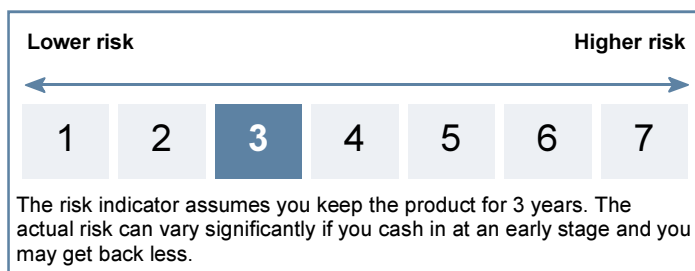 Lower risk Higher risk
1 2 3 4 5 6 7
The risk indicator assumes you keep the product for 3 years. The
actual risk can vary significantly if you cash in at an early stage and you
may get back less.